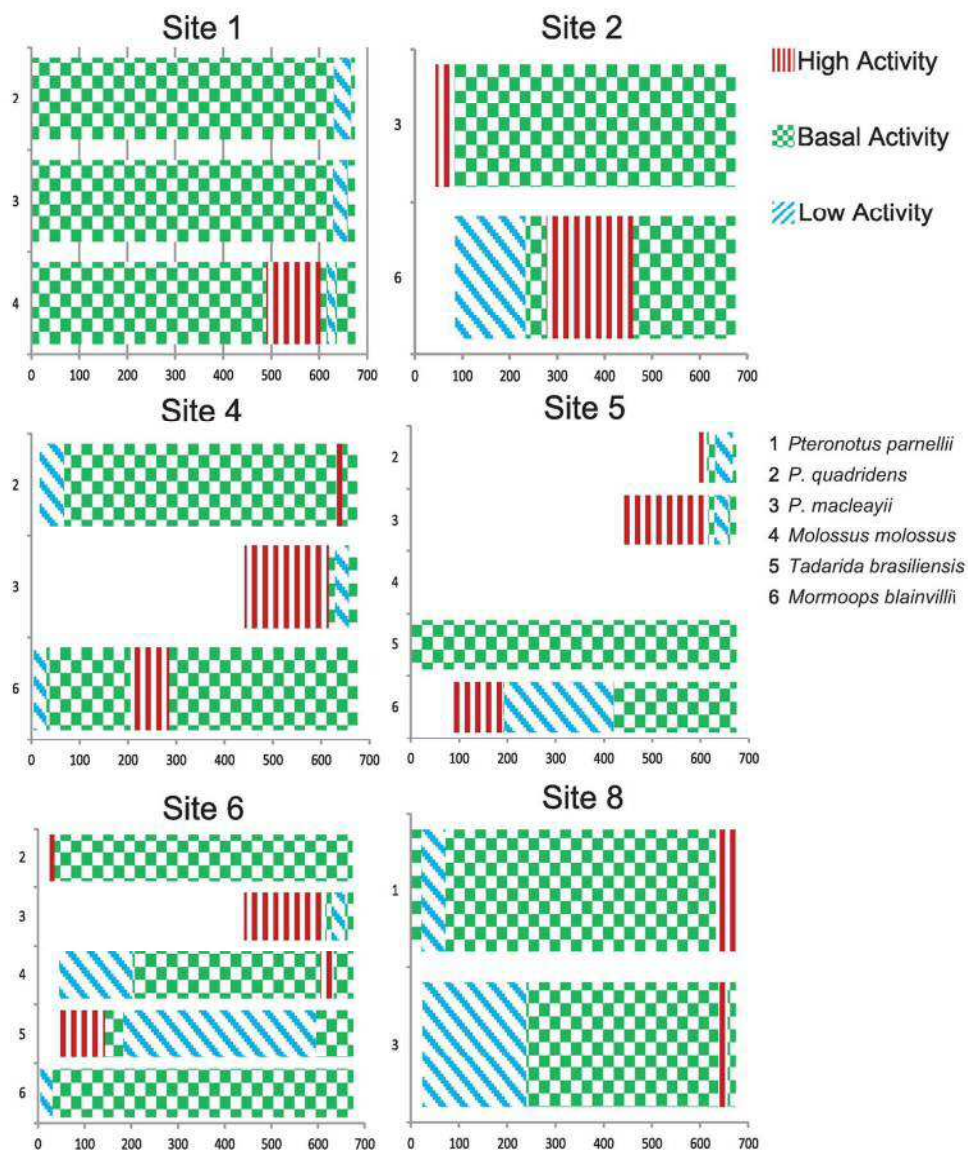 Site 1
2
3
4
0 100 200 300 400 500 600 700
Site 2
3
6
0 100 200 300 400 500 600 700
High Activity
Basal Activity
Low Activity
Site 4
2
3
6
0 100 200 300 400 500 600 700
Site 5
2
3
4
5
6
0 100 200 300 400 500 600 700
1 Pteronotus parnellii
2 P. quadridens
3 P. macleayii
4 Molossus molossus
5 Tadarida brasiliensis
6 Mormoops blainvillii
Site 6
2
3
4
5
6
0 100 200 300 400 500 600 700
Site 8
1
3
0 100 200 300 400 500 600 700